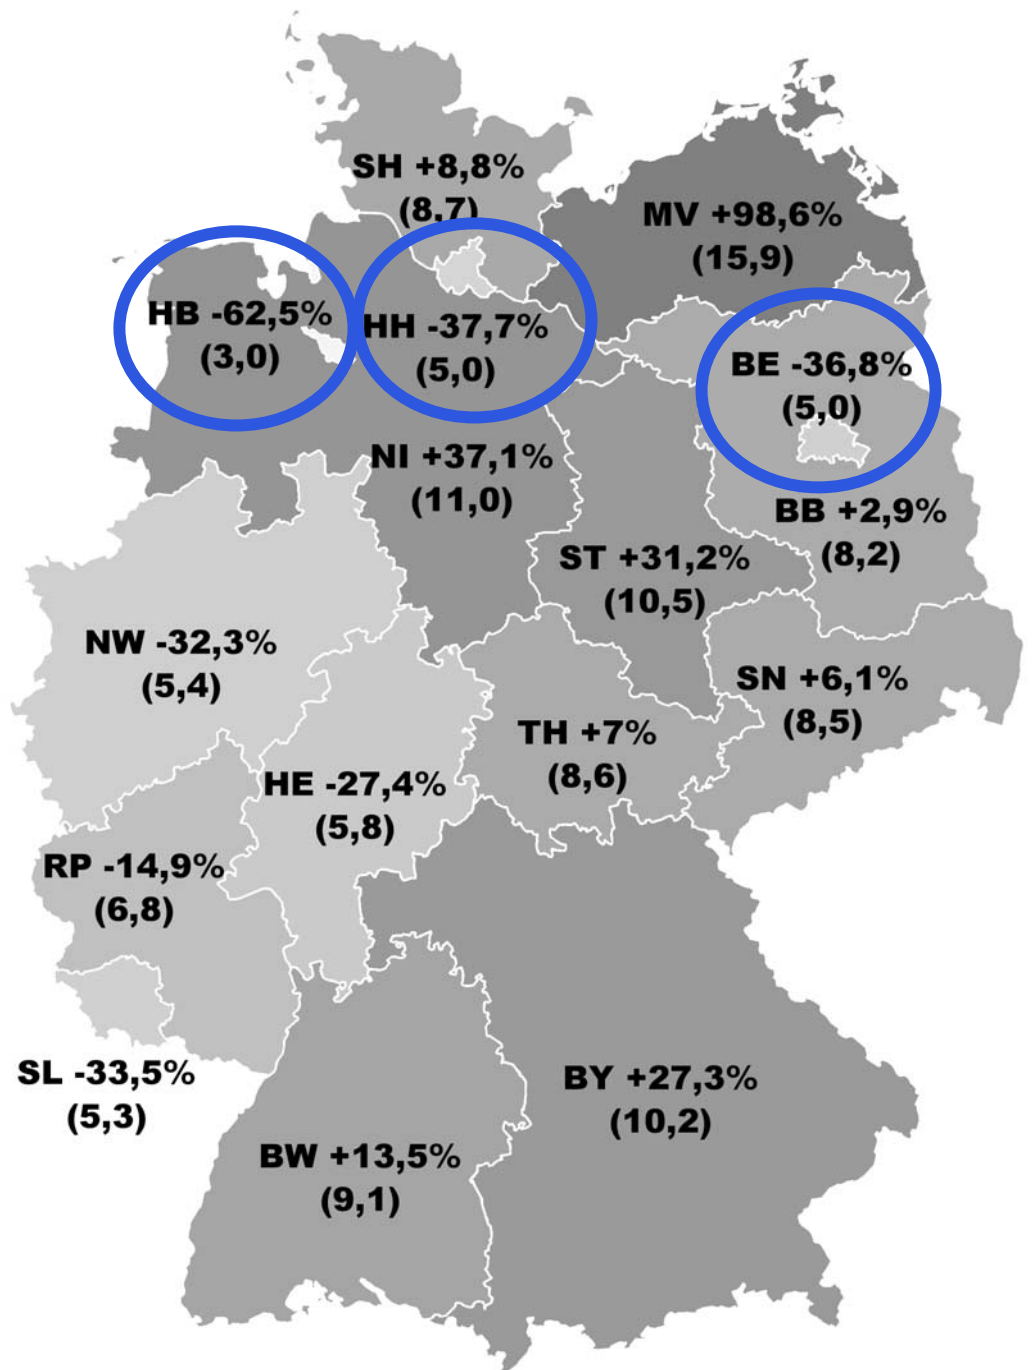 SH +8,8%
(8,7)
MV +98,6%
(15,9)
HB -62,5%
(3,0)
HH -37,7%
(5,0)
BE -36,8%
(5,0)
NI +37,1%
(11,0)
BB +2,9%
(8,2)
ST +31,2%
(10,5)
NW -32,3%
(5,4)
SN +6,1%
(8,5)
TH +7%
(8,6)
HE -27,4%
(5,8)
RP -14,9%
(6,8)
SL -33,5%
(5,3)
BY +27,3%
(10,2)
BW +13,5%
(9,1)